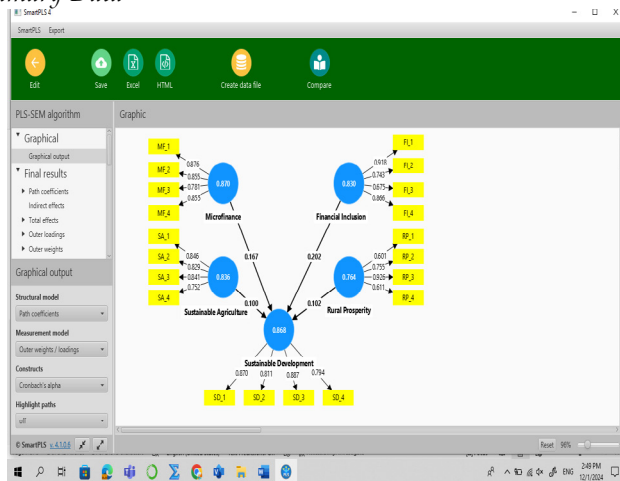 SmartPLS 4
SmartPLS Export
Edit Save Excel HTML Create data file Compare
PLS-SEM algorithm
Graphical
Graphical output
Final results
Path coefficients
Indirect effects
Total effects
Outer loadings
Outer weights
Graphical output
Structural model
Path coefficients
Measurement model
Outer weights / loadings
Constructs
Cronbach's alpha
Highlight paths
off
© SmartPLS v. 4.1.0.6
Graphic
MF_1
MF_2
MF_3
MF_4
0.876
0.855
0.781
0.855
0.870
Microfinance
FI_1
FI_2
FI_3
FI_4
0.918
0.743
0.675
0.866
0.830
Financial Inclusion
SA_1
SA_2
SA_3
SA_4
0.846
0.829
0.841
0.752
0.836
Sustainable Agriculture
RP_1
RP_2
RP_3
RP_4
0.601
0.755
0.926
0.611
0.764
Rural Prosperity
0.167
0.202
0.100
0.102
0.868
Sustainable Development
0.870 0.811 0.887 0.794
SD_1 SD_2 SD_3 SD_4
Reset 98%
ENG
2:49 PM
12/1/2024